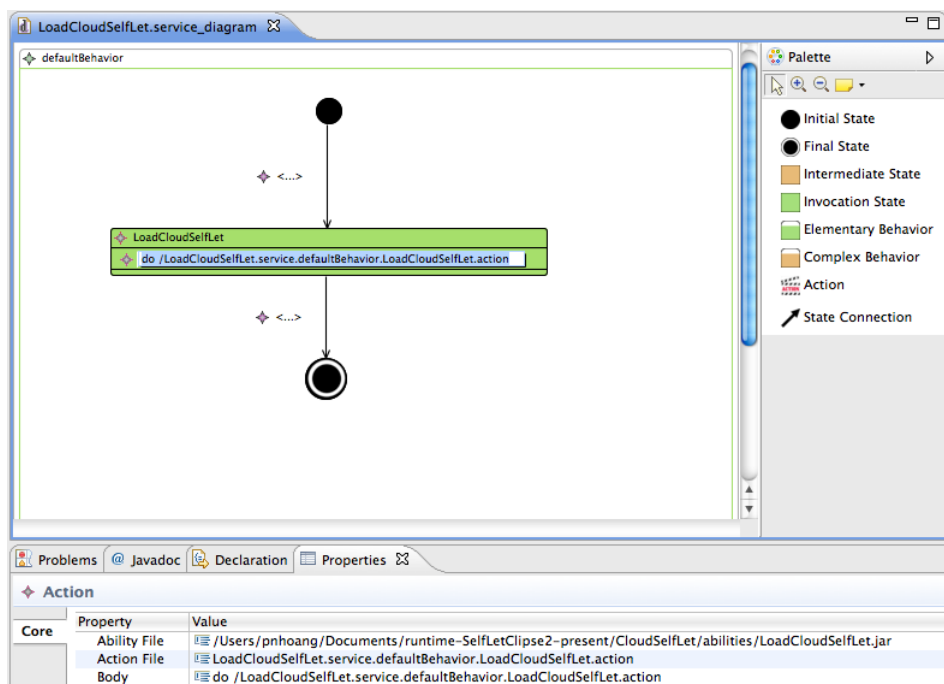 LoadCloudSelfLet.service_diagram
defaultBehavior
<...>
LoadCloudSelfLet
do /LoadCloudSelfLet.service.defaultBehavior.LoadCloudSelfLet.action
<...>
Palette
Initial State
Final State
Intermediate State
Invocation State
Elementary Behavior
Complex Behavior
ACTION Action
State Connection
Problems @ Javadoc Declaration Properties
Action
Core
Property Value
Ability File /Users/pnhoang/Documents/runtime-SelfLetClipse2-present/CloudSelfLet/abilities/LoadCloudSelfLet.jar
Action File LoadCloudSelfLet.service.defaultBehavior.LoadCloudSelfLet.action
Body do /LoadCloudSelfLet.service.defaultBehavior.LoadCloudSelfLet.action